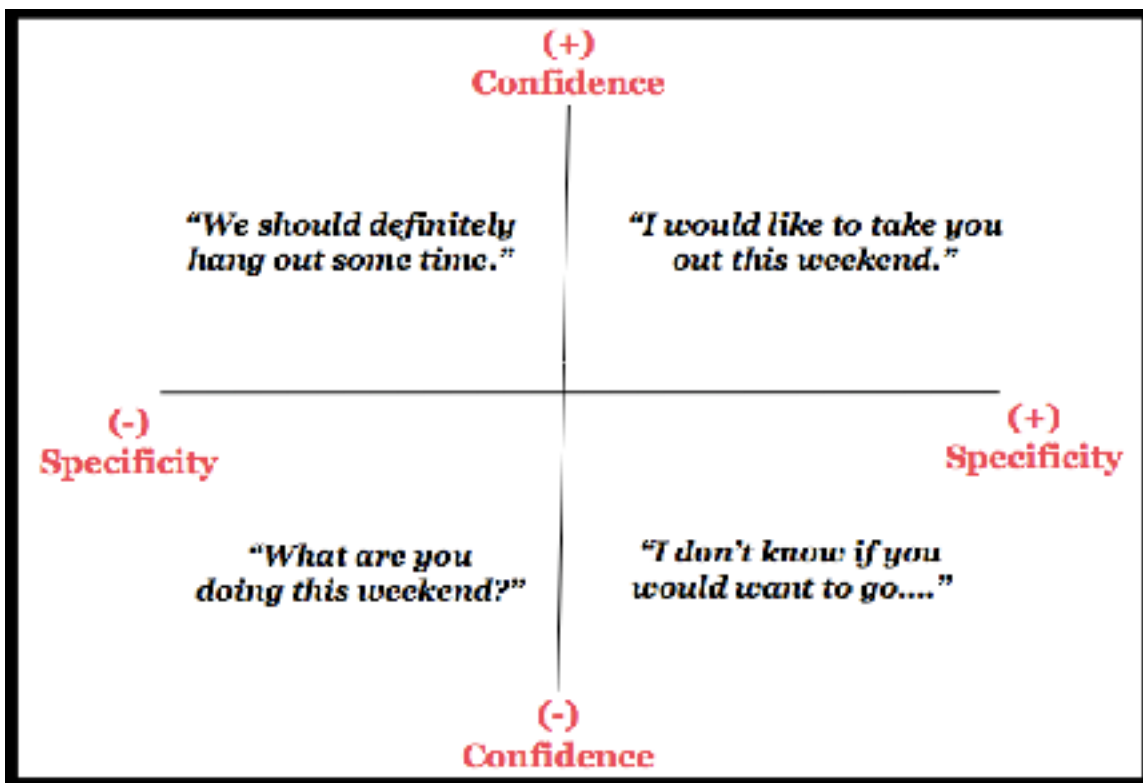 (+)
Confidence
“We should definitely
hang out some time.”
“I would like to take you
out this weekend.”
(-)
Specificity
(+)
Specificity
“What are you
doing this weekend?”
“I don’t know if you
would want to go....”
(-)
Confidence